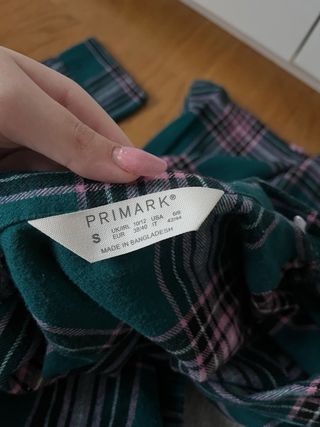 PRIMARK®
S UK/IRL 10/12 USA 6/8
EUR 38/40 IT 42/44
MADE IN BANGLADESH